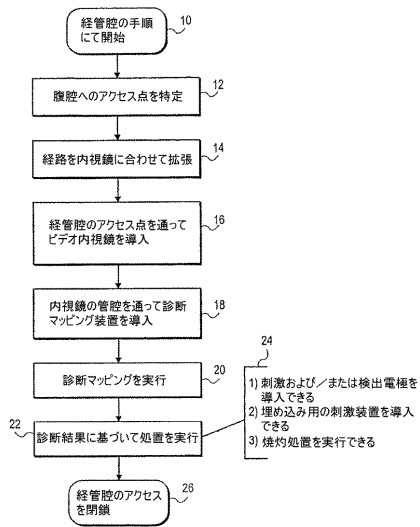 経管腔の手順
にて開始
10
腹腔へのアクセス点を特定
12
経路を内視鏡に合わせて拡張
14
経管腔のアクセス点を通って
ビデオ内視鏡を導入
16
内視鏡の管腔を通って診断
マッピング装置を導入
18
診断マッピングを実行
20
22
診断結果に基づいて処置を実行
24
1) 刺激および/または検出電極を
導入できる
2) 埋め込み用の刺激装置を導入
できる
3) 焼灼処置を実行できる
経管腔のアクセス
を閉鎖
26